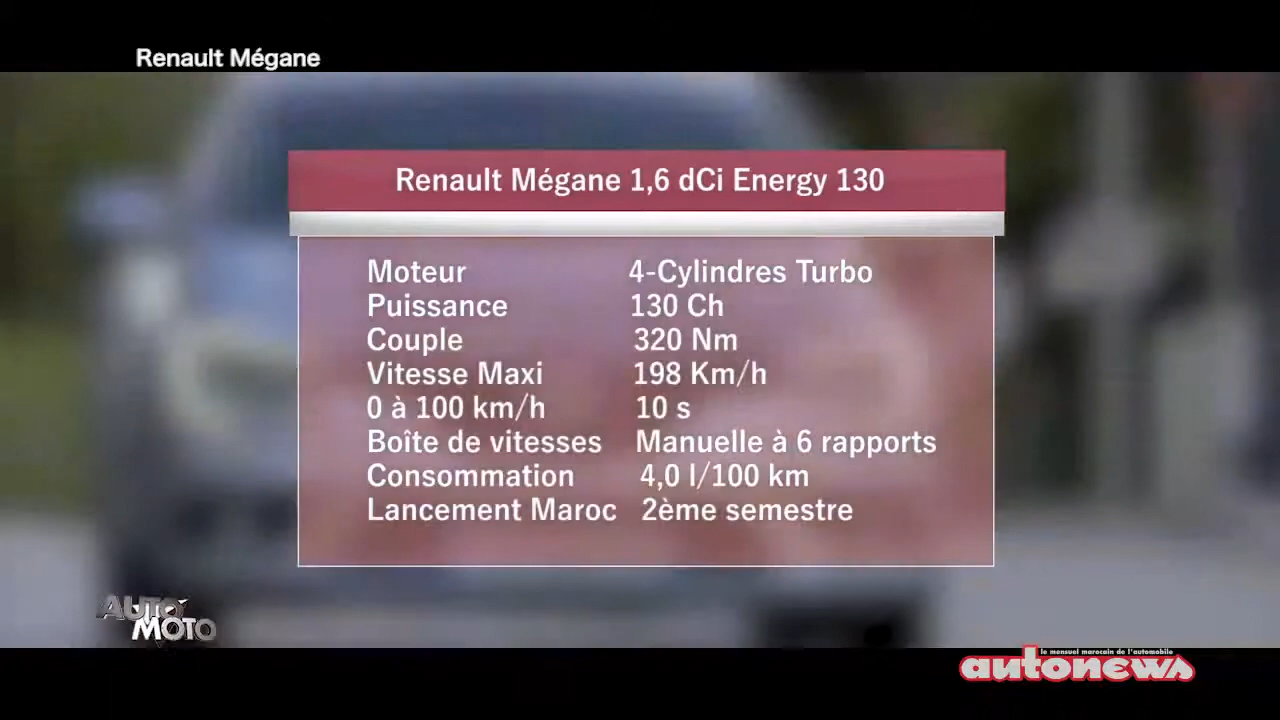 Renault Mégane
Renault Mégane 1,6 dCi Energy 130
Moteur 4-Cylindres Turbo
Puissance 130 Ch
Couple 320 Nm
Vitesse Maxi 198 Km/h
0 à 100 km/h 10 s
Boîte de vitesses Manuelle à 6 rapports
Consommation 4,0 l/100 km
Lancement Maroc 2ème semestre
AUTO
MOTO
le mensuel marocain de l'automobile
autonews